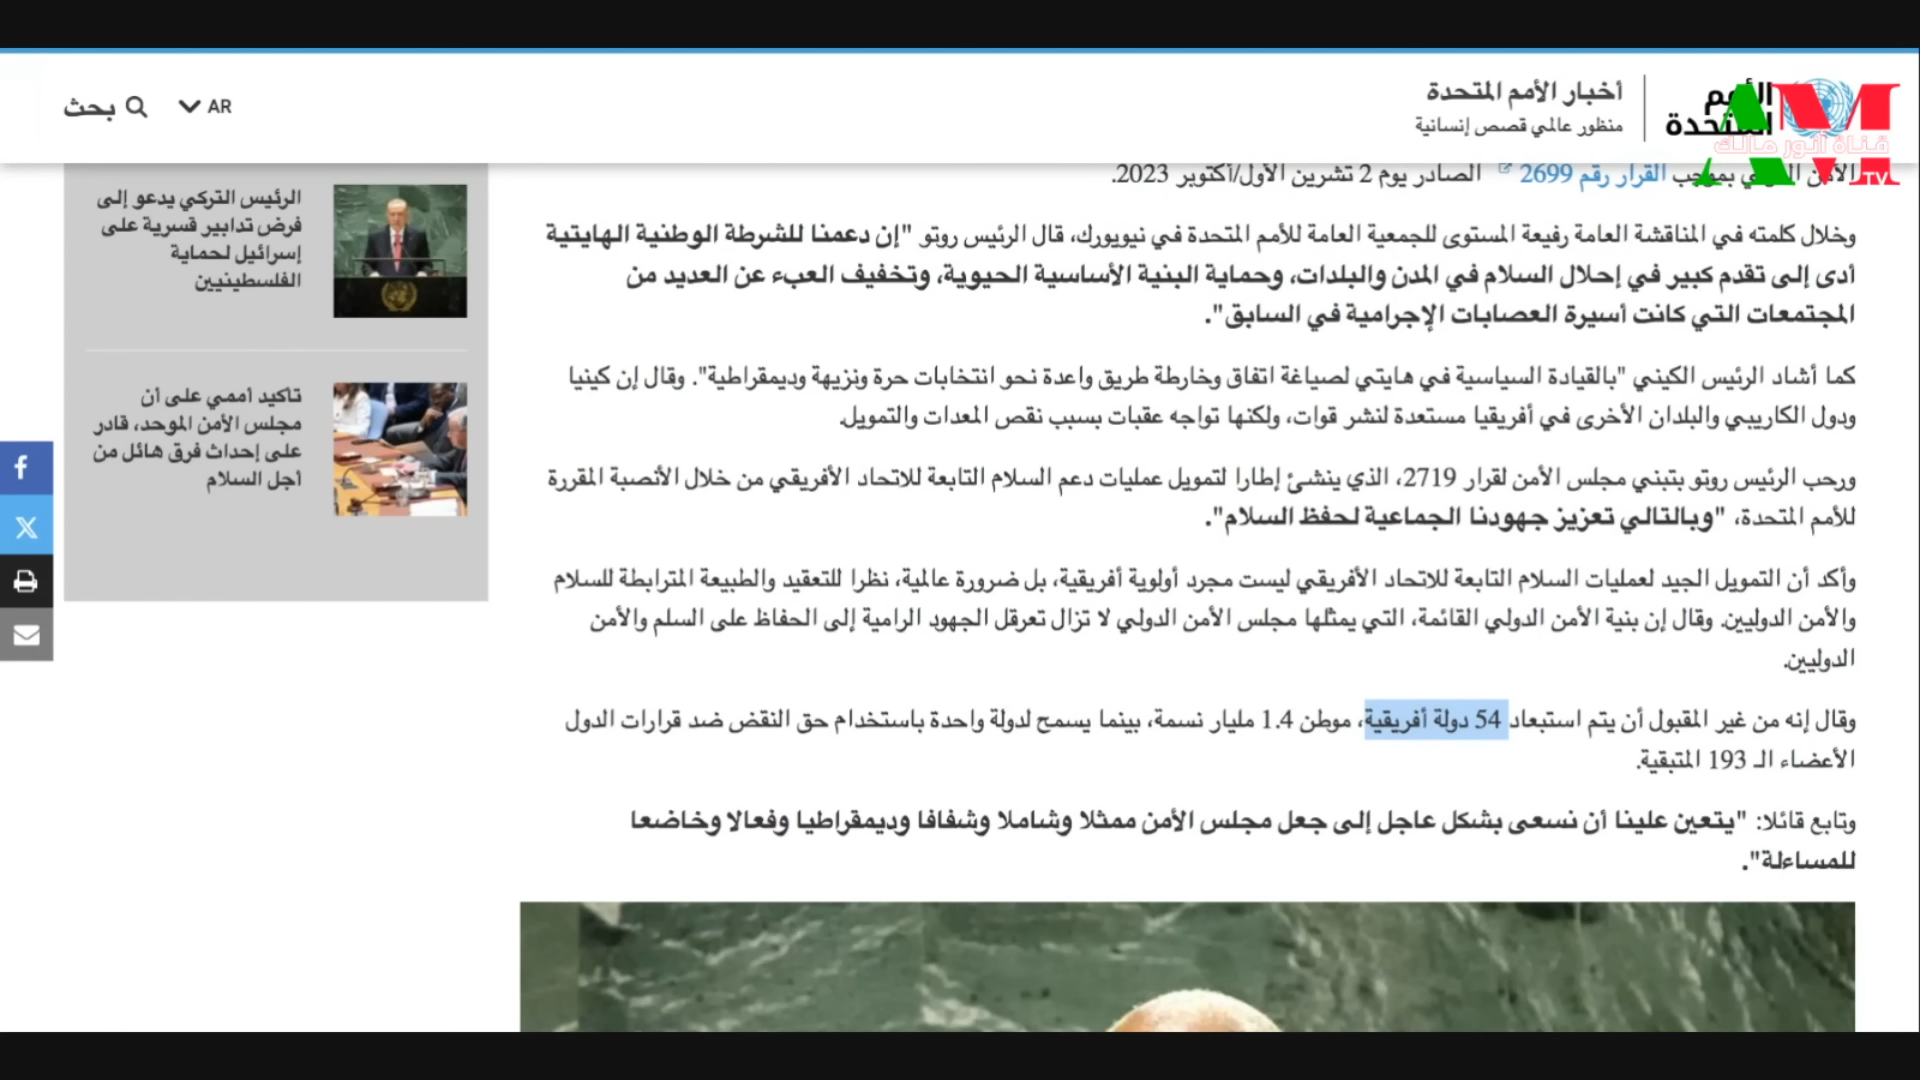 الأمم
المتحدة
أخبار الأمم المتحدة
منظور عالمي قصص إنسانية
AR
بحث
AM
قناة أنور مالك
.TV
الأمن الدولي بموجب القرار رقم 2699 الصادر يوم 2 تشرين الأول/أكتوبر 2023.
وخلال كلمته في المناقشة العامة رفيعة المستوى للجمعية العامة للأمم المتحدة في نيويورك، قال الرئيس روتو "إن دعمنا للشرطة الوطنية الهايتية
أدى إلى تقدم كبير في إحلال السلام في المدن والبلدات، وحماية البنية الأساسية الحيوية، وتخفيف العبء عن العديد من
المجتمعات التي كانت أسيرة العصابات الإجرامية في السابق".
كما أشاد الرئيس الكيني "بالقيادة السياسية في هايتي لصياغة اتفاق وخارطة طريق واعدة نحو انتخابات حرة ونزيهة وديمقراطية". وقال إن كينيا
ودول الكاريبي والبلدان الأخرى في أفريقيا مستعدة لنشر قوات، ولكنها تواجه عقبات بسبب نقص المعدات والتمويل.
ورحب الرئيس روتو بتبني مجلس الأمن لقرار 2719، الذي ينشئ إطارا لتمويل عمليات دعم السلام التابعة للاتحاد الأفريقي من خلال الأنصبة المقررة
للأمم المتحدة، "وبالتالي تعزيز جهودنا الجماعية لحفظ السلام".
وأكد أن التمويل الجيد لعمليات السلام التابعة للاتحاد الأفريقي ليست مجرد أولوية أفريقية، بل ضرورة عالمية، نظرا للتعقيد والطبيعة المترابطة للسلام
والأمن الدوليين. وقال إن بنية الأمن الدولي القائمة، التي يمثلها مجلس الأمن الدولي لا تزال تعرقل الجهود الرامية إلى الحفاظ على السلم والأمن
الدوليين.
وقال إنه من غير المقبول أن يتم استبعاد 54 دولة أفريقية، موطن 1.4 مليار نسمة، بينما يسمح لدولة واحدة باستخدام حق النقض ضد قرارات الدول
الأعضاء الـ 193 المتبقية.
وتابع قائلا: "يتعين علينا أن نسعى بشكل عاجل إلى جعل مجلس الأمن ممثلا وشاملا وشفافا وديمقراطيا وفعالا وخاضعا
للمساءلة".
الرئيس التركي يدعو إلى
فرض تدابير قسرية على
إسرائيل لحماية
الفلسطينيين
تأكيد أممي على أن
مجلس الأمن الموحد، قادر
على إحداث فرق هائل من
أجل السلام